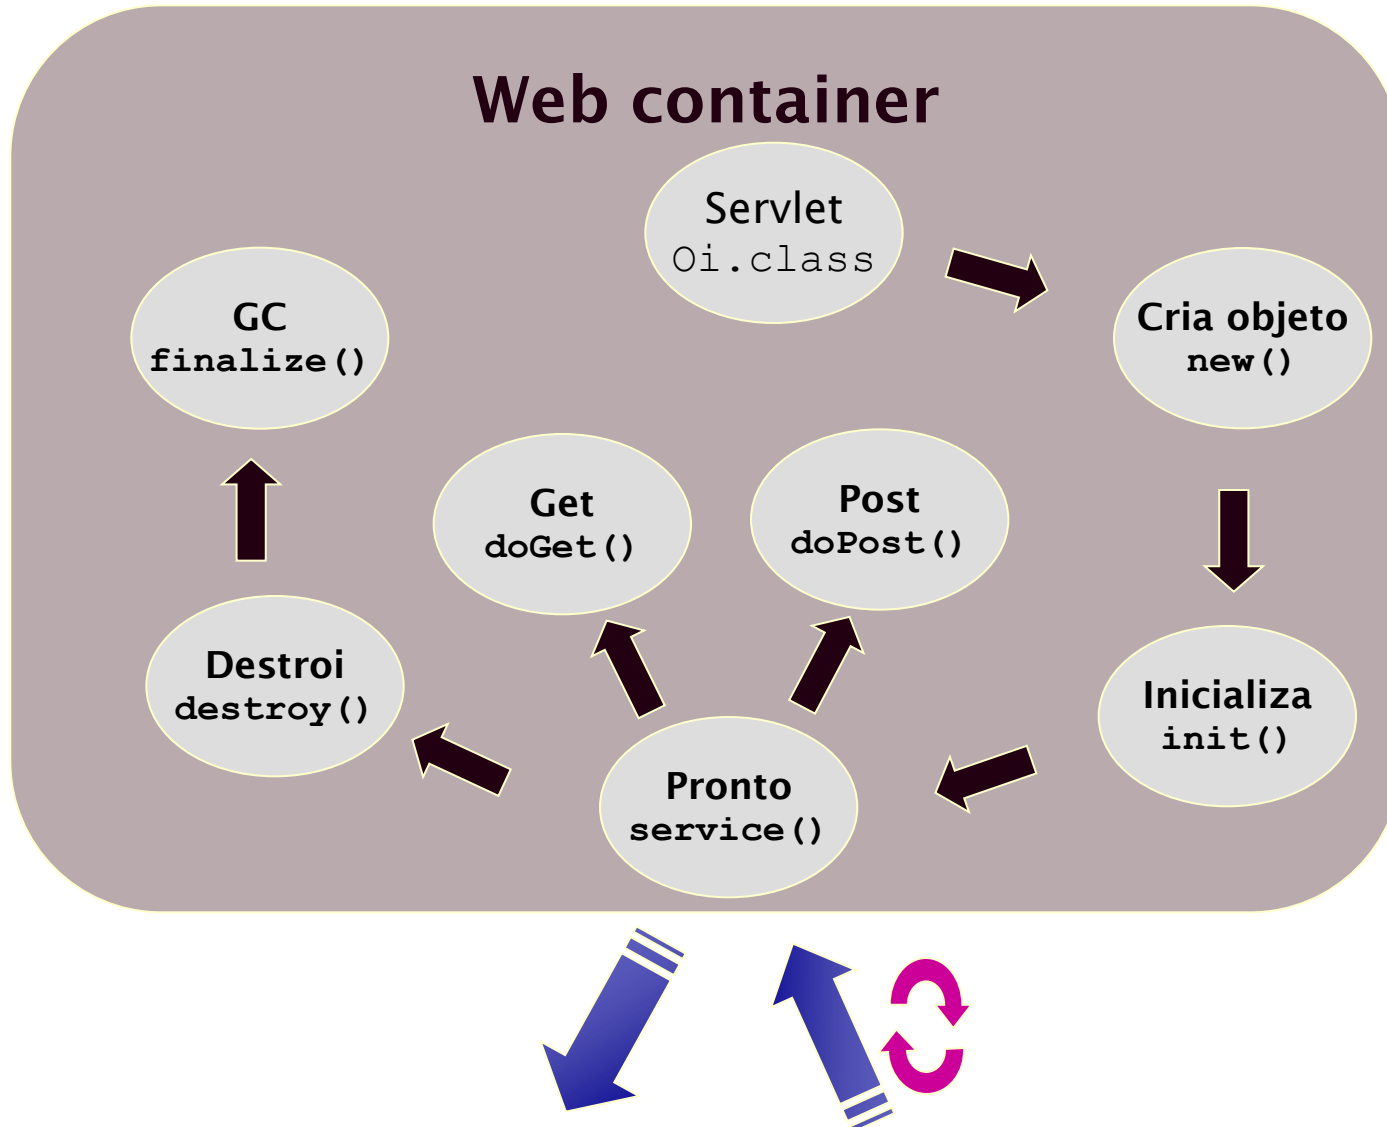 Web container
Servlet
Oi.class
GC
finalize()
Cria objeto
new()
Get
doGet()
Post
doPost()
Destroi
destroy()
Inicializa
init()
Pronto
service()